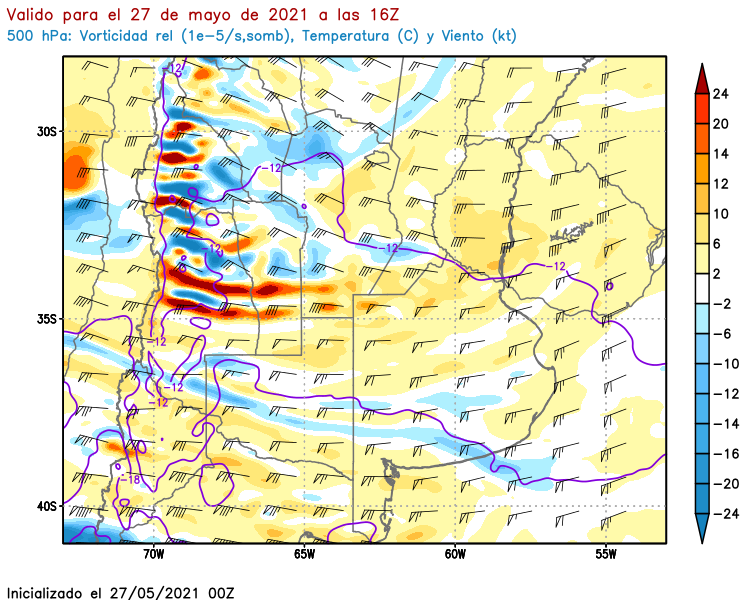 Valido para el 27 de mayo de 2021 a las 16Z
500 hPa: Vorticidad rel (1e-5/s,somb), Temperatura (C) y Viento (kt)
-12
30S
-12
-12
-12
-12
35S
-12
-12
-12
-18
40S
70W
65W
60W
55W
24
20
14
12
10
6
2
-2
-6
-10
-12
-14
-16
-20
-24
Inicializado el 27/05/2021 00Z